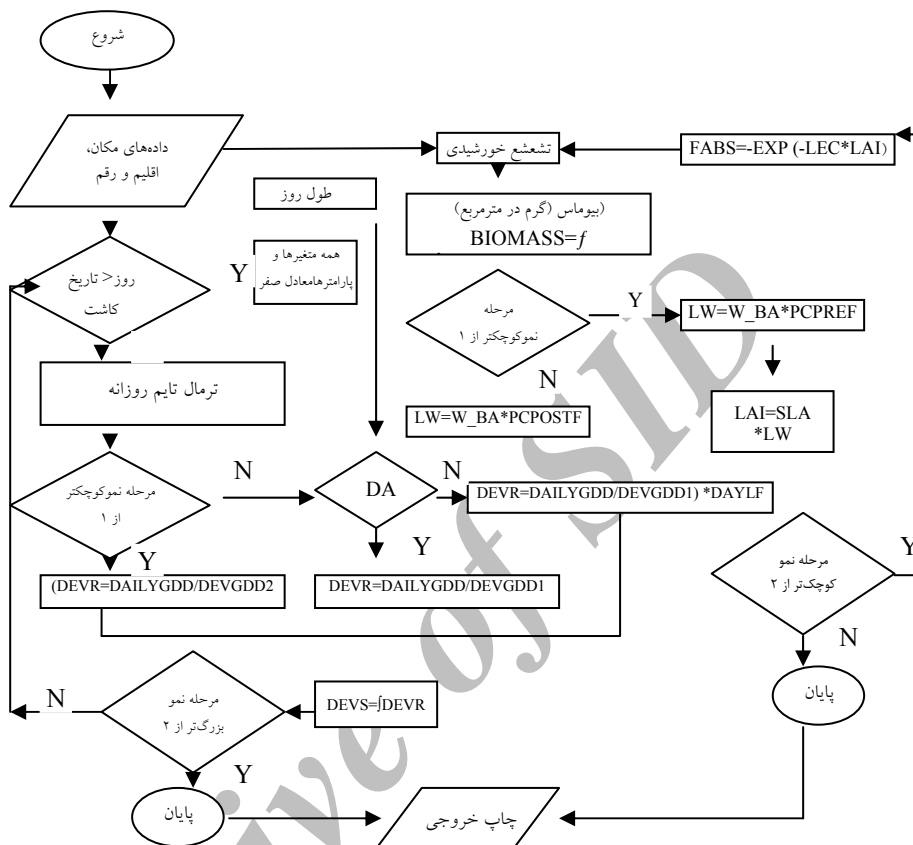 شروع
داده‌های مکان،
اقلیم و رقم
تشعشع خورشیدی
FABS=-EXP (-LEC*LAI)
طول روز
بیوماس (گرم در مترمربع)
BIOMASS=f
همه متغیرها و
پارامترهامعادل صفر
Y
روز< تاریخ
کاشت
مرحله
نموکوچکتر از ۱
Y
LW=W_BA*PCPREF
N
ترمال تایم روزانه
LW=W_BA*PCPOSTF
LAI=SLA
*LW
مرحله نموکوچکتر
از ۱
N
DA
N
DEVR=DAILYGDD/DEVGDD1) *DAYLF
Y
Y
(DEVR=DAILYGDD/DEVGDD2
DEVR=DAILYGDD/DEVGDD1
مرحله نمو
کوچک‌تر از ۲
Y
N
پایان
مرحله نمو
بزرگ‌تر از ۲
N
DEVS=∫DEVR
Y
پایان
چاپ خروجی
ive of SID